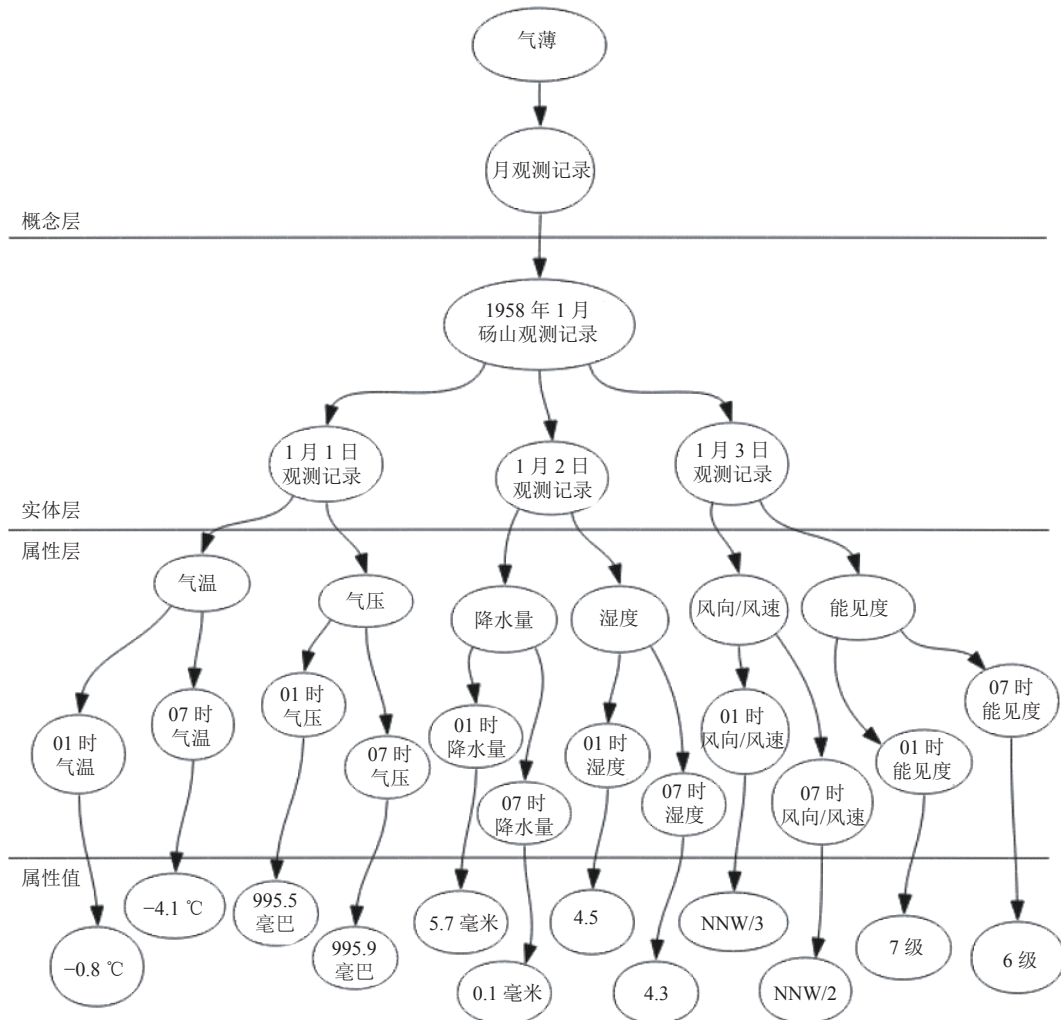 气薄
月观测记录
概念层
1958 年 1 月
砀山观测记录
1 月 1 日
观测记录
1 月 2 日
观测记录
1 月 3 日
观测记录
实体层
属性层
气温
气压
降水量
湿度
风向/风速
能见度
01 时
气温
07 时
气温
01 时
气压
07 时
气压
01 时
降水量
07 时
降水量
01 时
湿度
07 时
湿度
01 时
风向/风速
07 时
风向/风速
01 时
能见度
07 时
能见度
属性值
−0.8 ℃
−4.1 ℃
995.5
毫巴
995.9
毫巴
5.7 毫米
0.1 毫米
4.5
4.3
NNW/3
NNW/2
7 级
6 级